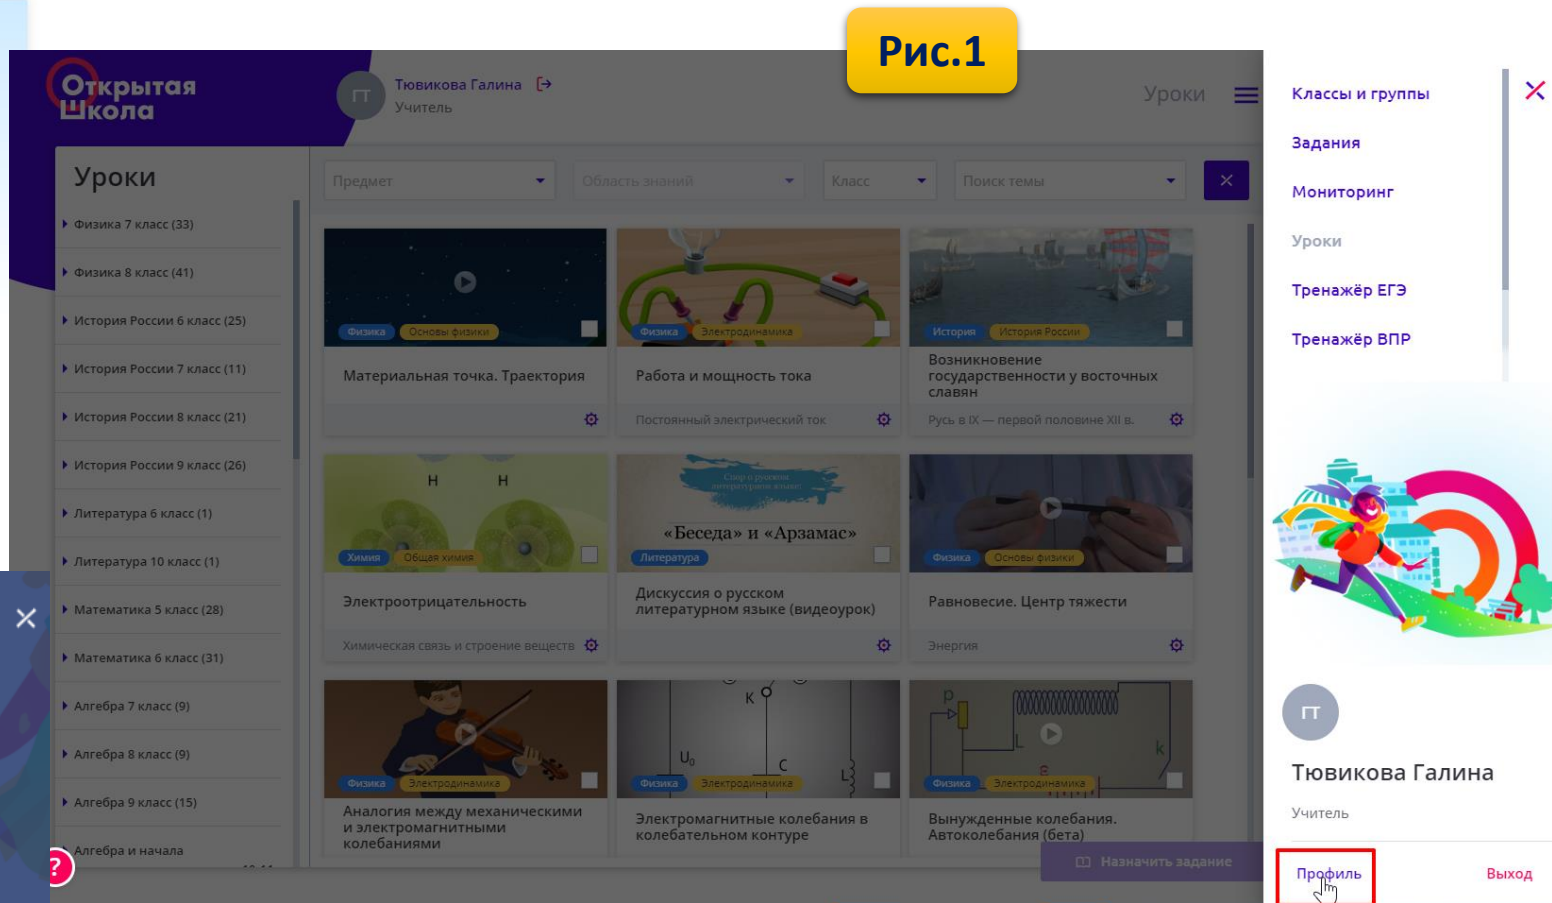 Рис.1
Открытая
Школа
ГТ
Тювикова Галина
Учитель
Уроки
Уроки
Физика 7 класс (33)
Физика 8 класс (41)
История России 6 класс (25)
История России 7 класс (11)
История России 8 класс (21)
История России 9 класс (26)
Литература 6 класс (1)
Литература 10 класс (1)
Математика 5 класс (28)
Математика 6 класс (31)
Алгебра 7 класс (9)
Алгебра 8 класс (9)
Алгебра 9 класс (15)
Алгебра и начала
?
Предмет
Область знаний
Класс
Поиск темы
Физика
Основы физики
Материальная точка. Траектория
Физика
Электродинамика
Работа и мощность тока
Постоянный электрический ток
История
История России
Возникновение
государственности у восточных
славян
Русь в IX — первой половине XII в.
H H
Химия
Общая химия
Электроотрицательность
Химическая связь и строение веществ
Спор о русском
литературном языке:
«Беседа» и «Арзамас»
Литература
Дискуссия о русском
литературном языке (видеоурок)
Физика
Основы физики
Равновесие. Центр тяжести
Энергия
Физика
Электродинамика
Аналогия между механическими
и электромагнитными
колебаниями
K
U₀
C
L
Физика
Электродинамика
Электромагнитные колебания в
колебательном контуре
p
L
k
Физика
Электродинамика
Вынужденные колебания.
Автоколебания (бета)
Назначить задание
Классы и группы
Задания
Мониторинг
Уроки
Тренажёр ЕГЭ
Тренажёр ВПР
ГТ
Тювикова Галина
Учитель
Профиль
Выход